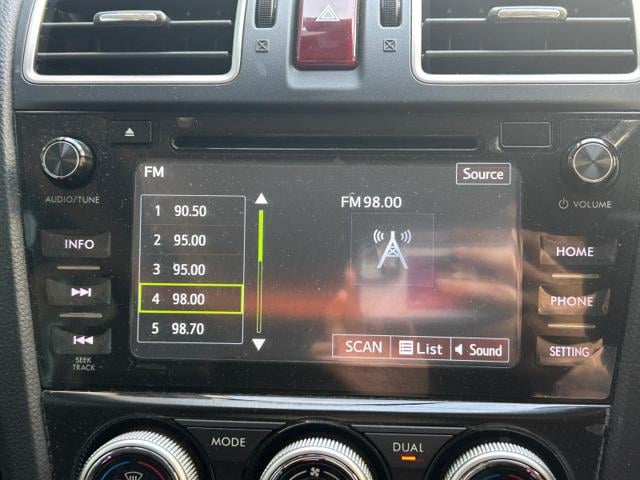 FM
Source
AUDIO/TUNE
VOLUME
1 90.50
FM 98.00
2 95.00
INFO
HOME
3 95.00
4 98.00
PHONE
5 98.70
SCAN List Sound
SETTING
SEEK
TRACK
MODE
DUAL